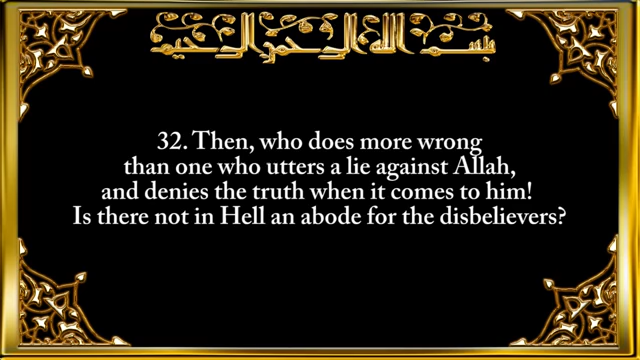 بسم الله الرحمن الرحيم
32. Then, who does more wrong
than one who utters a lie against Allah,
and denies the truth when it comes to him!
Is there not in Hell an abode for the disbelievers?